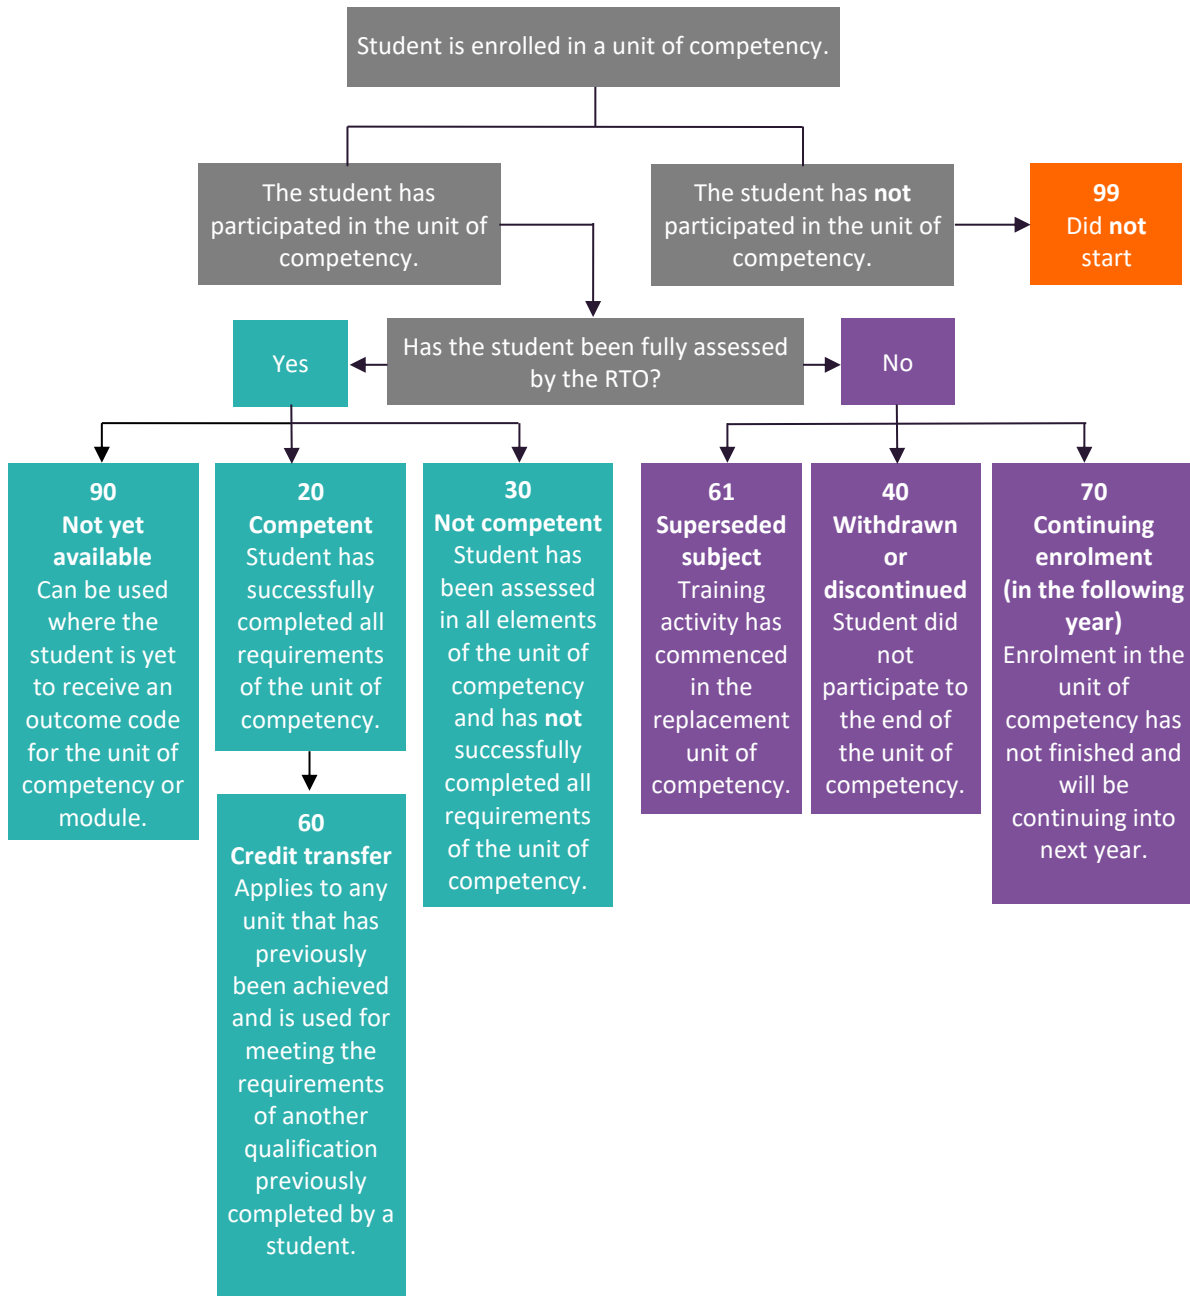 Student is enrolled in a unit of competency.
The student has
participated in the unit of
competency.
The student has not
participated in the unit of
competency.
99
Did not
start
Yes
Has the student been fully assessed
by the RTO?
No
90
Not yet
available
Can be used
where the
student is yet
to receive an
outcome code
for the unit of
competency or
module.
20
Competent
Student has
successfully
completed all
requirements
of the unit of
competency.
30
Not competent
Student has
been assessed
in all elements
of the unit of
competency
and has not
successfully
completed all
requirements
of the unit of
competency.
61
Superseded
subject
Training
activity has
commenced
in the
replacement
unit of
competency.
40
Withdrawn
or
discontinued
Student did
not
participate to
the end of
the unit of
competency.
70
Continuing
enrolment
(in the following
year)
Enrolment in the
unit of
competency has
not finished and
will be
continuing into
next year.
60
Credit transfer
Applies to any
unit that has
previously
been achieved
and is used for
meeting the
requirements
of another
qualification
previously
completed by a
student.